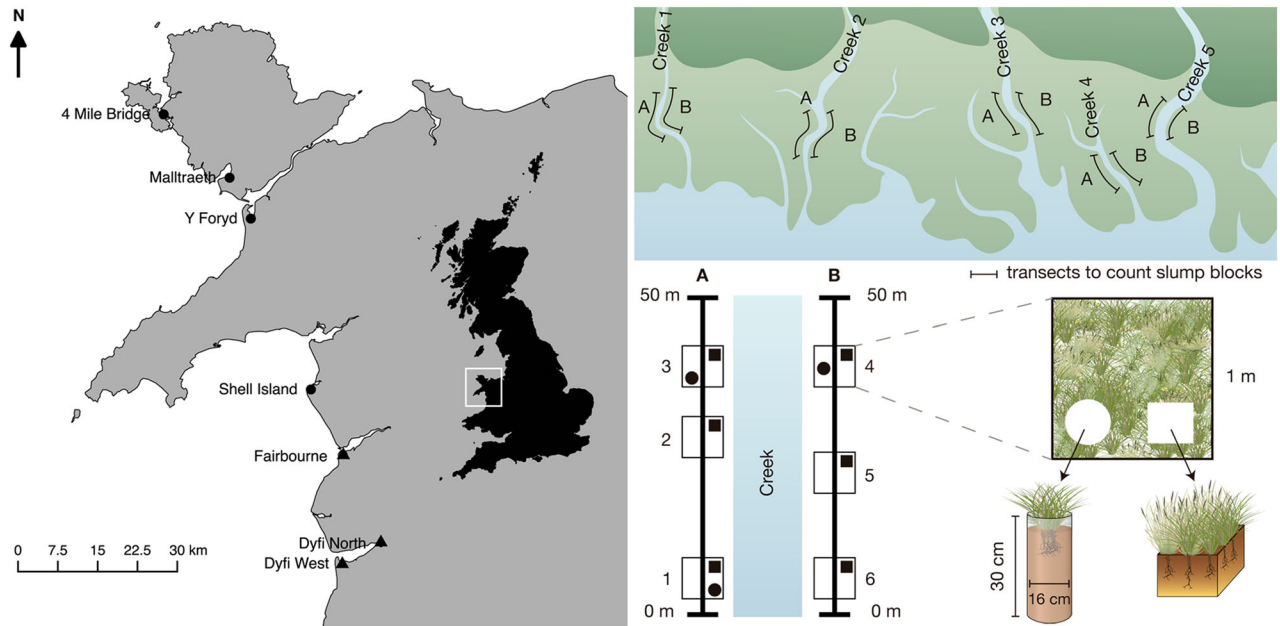 N
4 Mile Bridge
Malltraeth
Y Foryd
Shell Island
Fairbourne
Dyfi North
Dyfi West
0 7.5 15 22.5 30 km
Creek 1
Creek 2
Creek 3
Creek 4
Creek 5
A B
A B
A B
A B
A B
transects to count slump blocks
A B
50 m 50 m
3 4
2
5
1 6
0 m 0 m
Creek
1 m
30 cm
16 cm